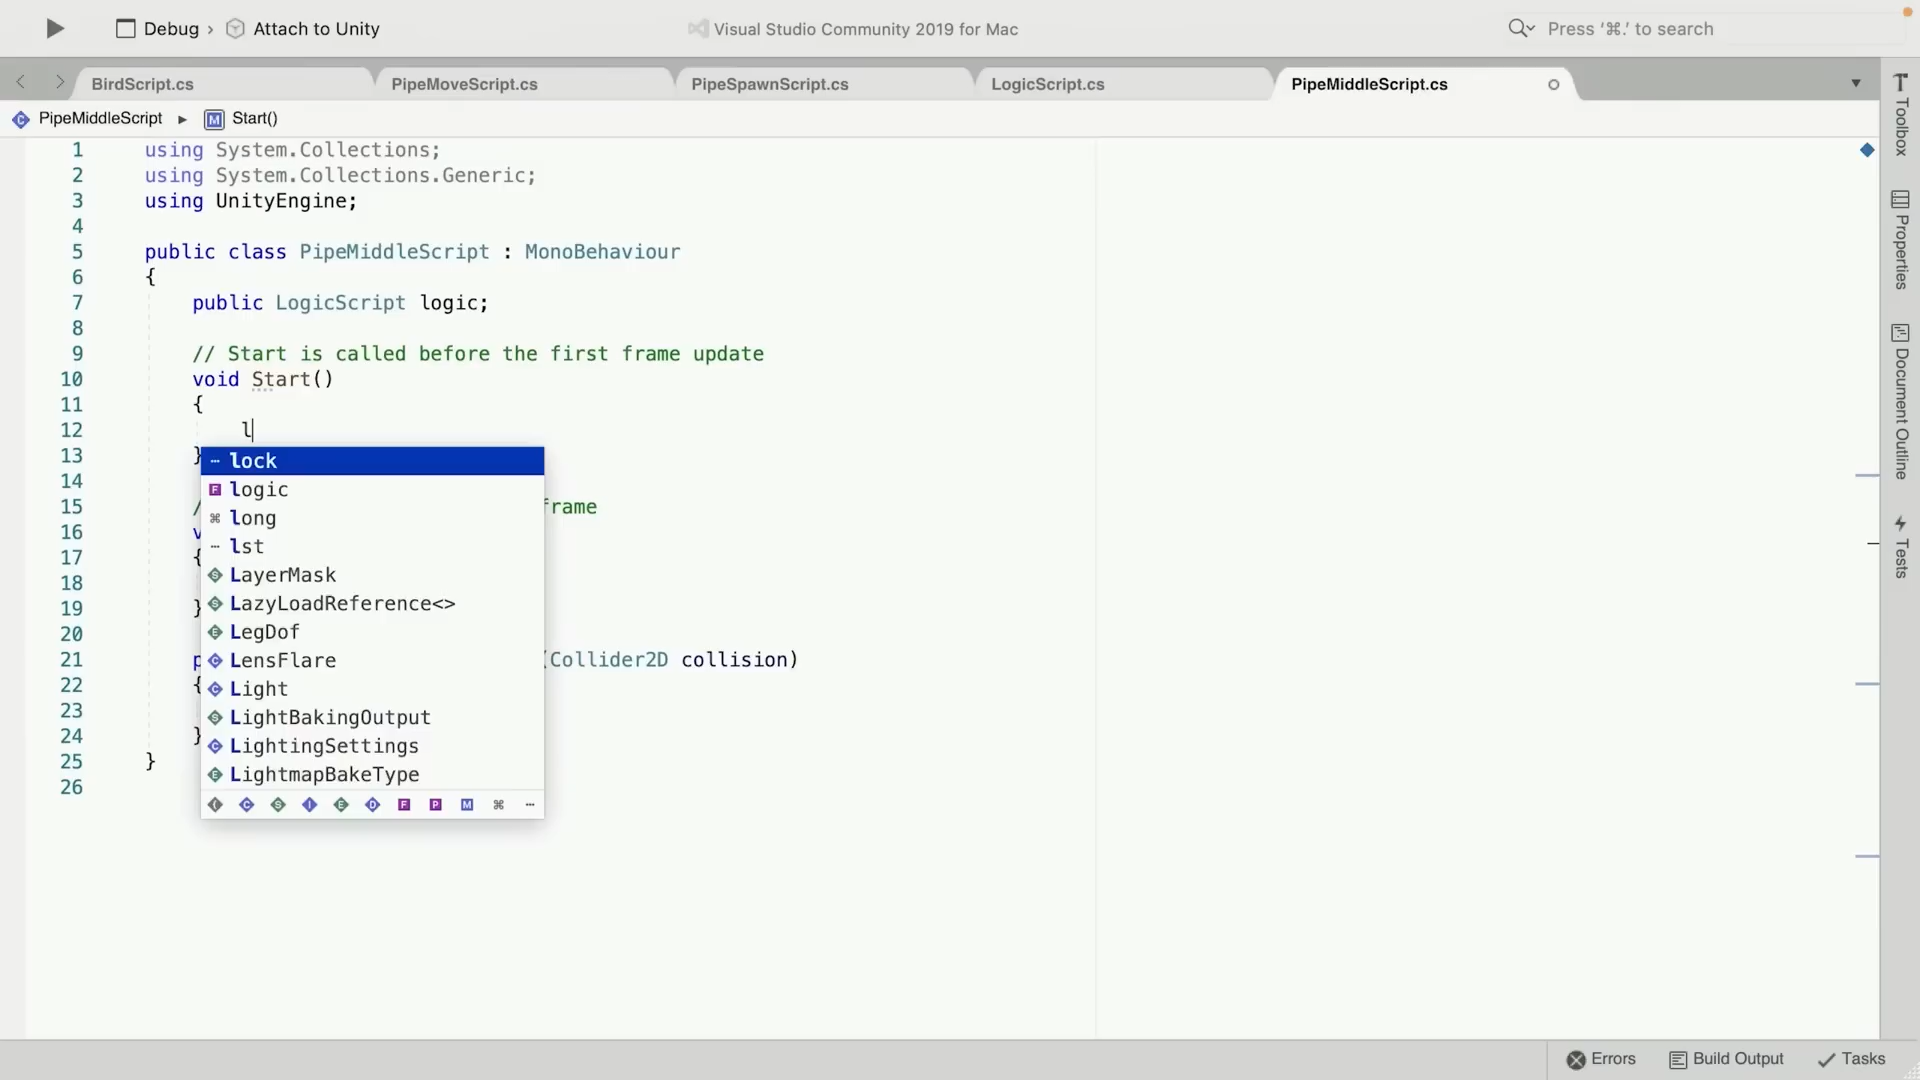 Debug › Attach to Unity
Visual Studio Community 2019 for Mac
Press ‘⌘.’ to search
BirdScript.cs
PipeMoveScript.cs
PipeSpawnScript.cs
LogicScript.cs
PipeMiddleScript.cs
PipeMiddleScript ▸ M Start()
1 using System.Collections;
2 using System.Collections.Generic;
3 using UnityEngine;
4
5 public class PipeMiddleScript : MonoBehaviour
6 {
7 public LogicScript logic;
8
9 // Start is called before the first frame update
10 void Start()
11 {
12 l
13 }
14
15 / frame
16 v
17 {
18
19 }
20
21 p (Collider2D collision)
22 {
23
24 }
25 }
26
lock
logic
long
lst
LayerMask
LazyLoadReference<>
LegDof
LensFlare
Light
LightBakingOutput
LightingSettings
LightmapBakeType
Toolbox
Properties
Document Outline
Tests
Errors
Build Output
Tasks